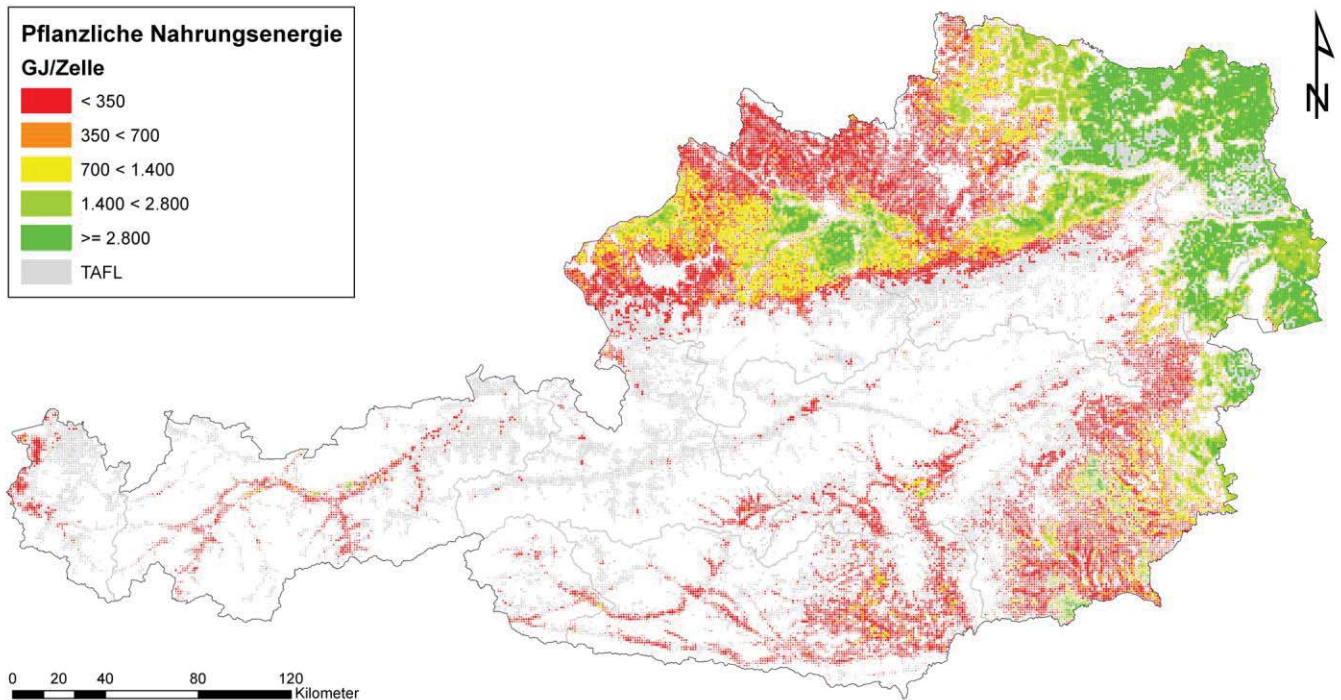 Pflanzliche Nahrungsenergie
GJ/Zelle
< 350
350 < 700
700 < 1.400
1.400 < 2.800
>= 2.800
TAFL
N
0 20 40 80 120
Kilometer